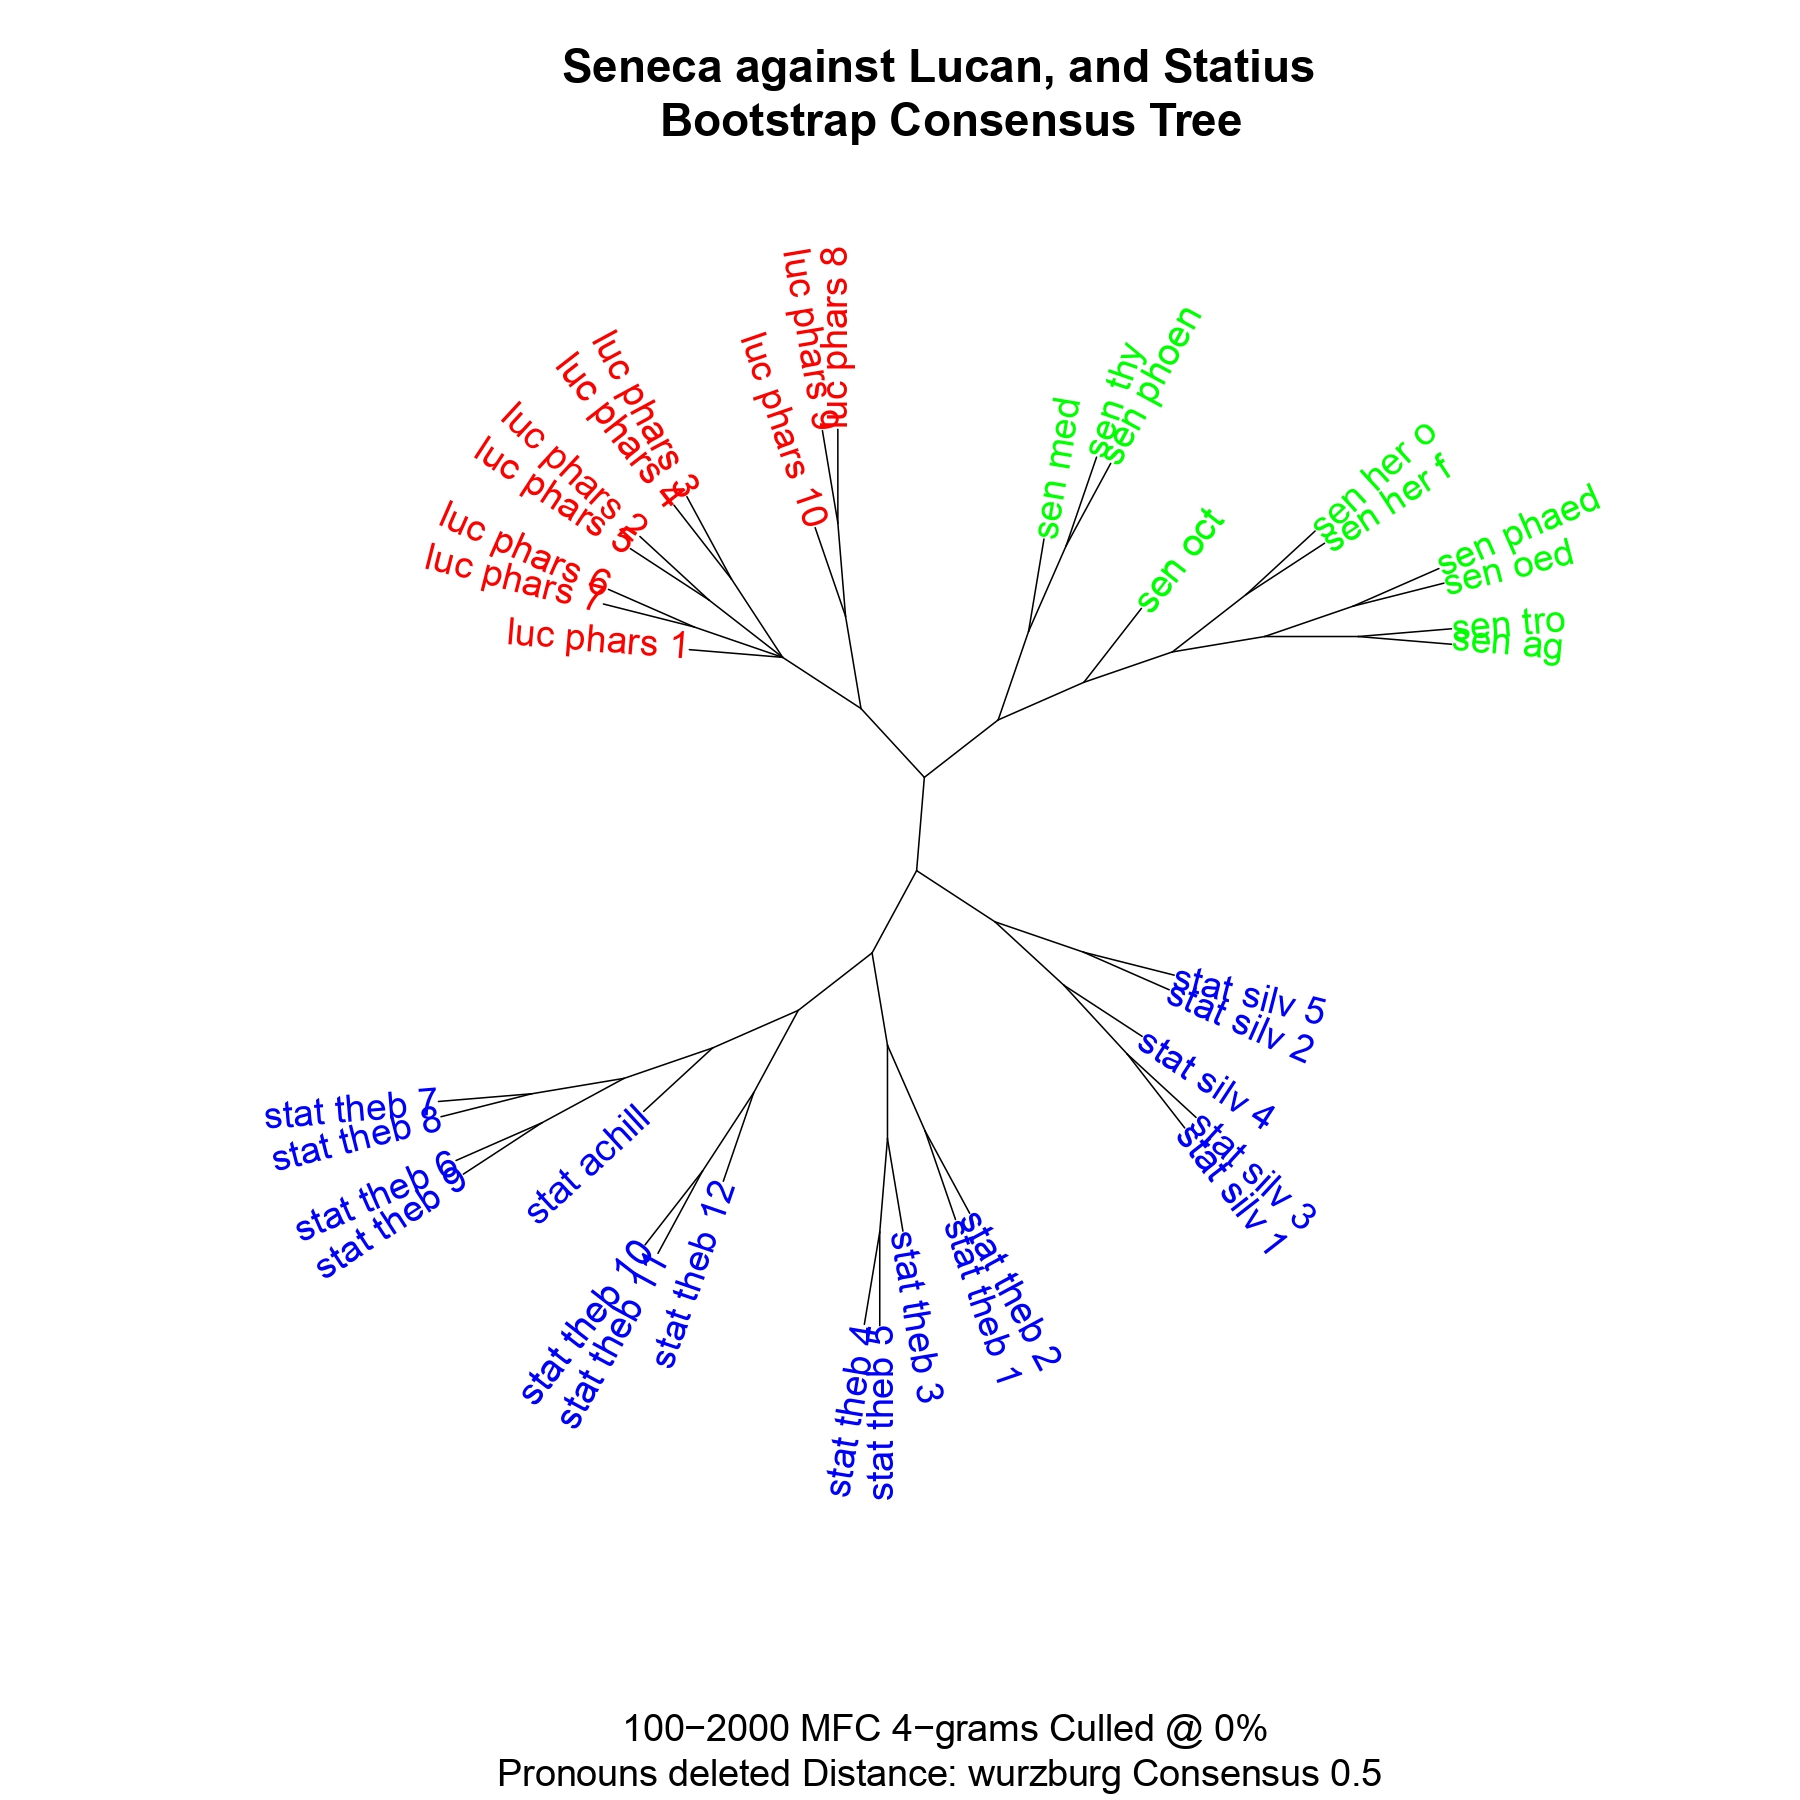 Seneca against Lucan, and Statius
Bootstrap Consensus Tree
luc phars 8
luc phars 9
luc phars 10
luc phars 3
luc phars 4
luc phars 2
luc phars 5
luc phars 6
luc phars 7
luc phars 1
sen med
sen thy
sen phoen
sen oct
sen her o
sen her f
sen phaed
sen oed
sen tro
sen ag
stat silv 5
stat silv 2
stat silv 4
stat silv 3
stat silv 1
stat theb 7
stat theb 8
stat theb 6
stat theb 9
stat achill
stat theb 10
stat theb 11
stat theb 12
stat theb 4
stat theb 5
stat theb 3
stat theb 1
stat theb 2
100−2000 MFC 4−grams Culled @ 0%
Pronouns deleted Distance: wurzburg Consensus 0.5